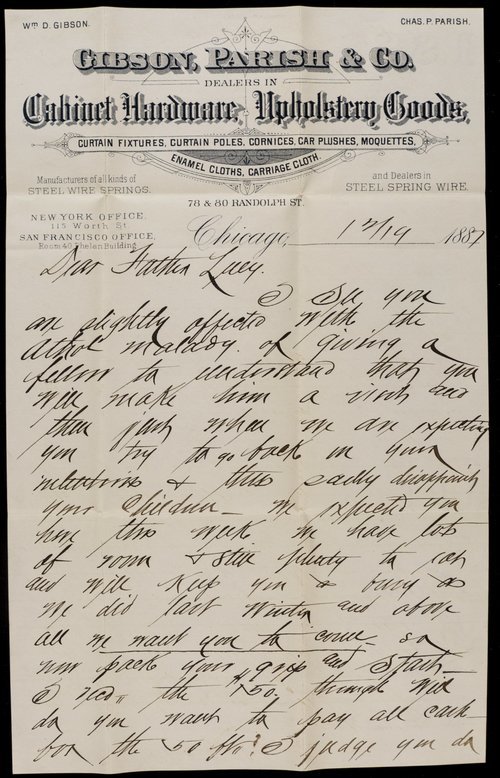 Wm D. GIBSON.
CHAS. P. PARISH.
GIBSON, PARISH & CO.
DEALERS IN
Cabinet Hardware, Upholstery Goods,
CURTAIN FIXTURES, CURTAIN POLES, CORNICES, CAR PLUSHES, MOQUETTES,
ENAMEL CLOTHS, CARRIAGE CLOTH.
Manufacturers of all kinds of
STEEL WIRE SPRINGS.
and Dealers in
STEEL SPRING WIRE.
78 & 80 RANDOLPH ST.
NEW YORK OFFICE,
115 Worth St
SAN FRANCISCO OFFICE,
Room 40 Phelan Building
Chicago, 12/19 1887
Dear Father Lucy.
I See you
are slightly affected with the
Athol malady of giving a
fellow to understand that you
will make him a visit and
then just when we are expecting
you try to go back on your
intentions & thus sadly disappoint
your Children - We expected you
here this week we have lots
of room & still plenty to eat
and will keep you as busy as
we did last winter and above
all we want you to come so
now pack your grip and Start
I reco. the $50. through Will
do you want to pay all cash
for the 50 I judge you do